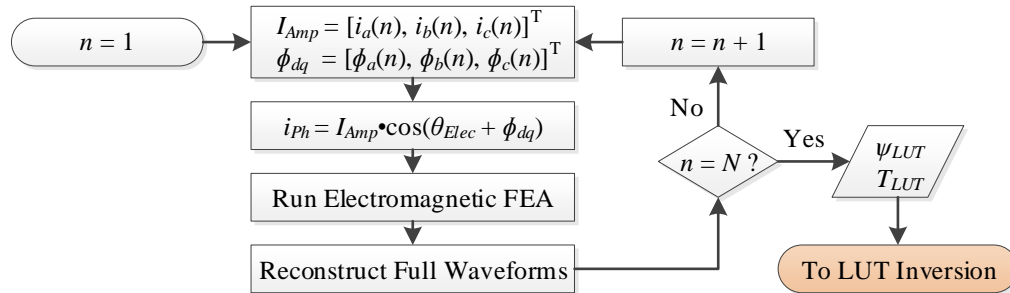 n = 1
I_Amp = [i_a(n), i_b(n), i_c(n)]^T
ϕ_dq = [ϕ_a(n), ϕ_b(n), ϕ_c(n)]^T
n = n + 1
i_Ph = I_Amp•cos(θ_Elec + ϕ_dq)
No
Yes
n = N ?
ψ_LUT
T_LUT
Run Electromagnetic FEA
Reconstruct Full Waveforms
To LUT Inversion